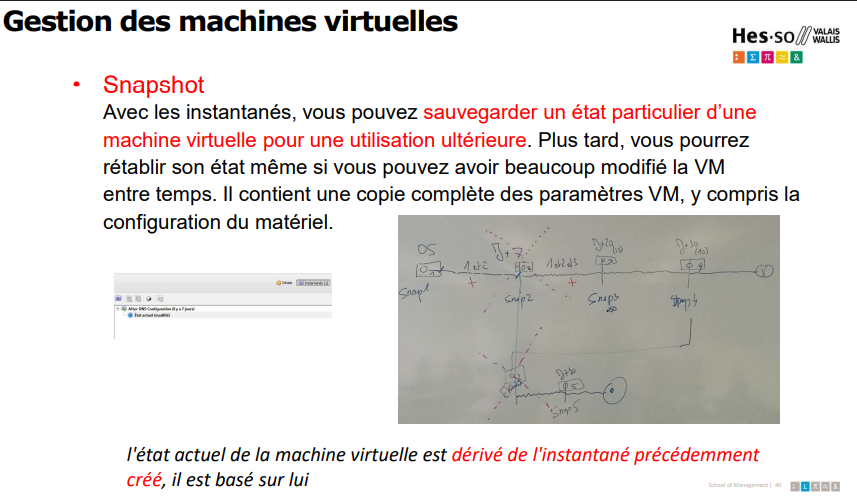 Gestion des machines virtuelles
Hes·so VALAIS
WALLIS
Σ π ≈ &
• Snapshot
Avec les instantanés, vous pouvez sauvegarder un état particulier d’une
machine virtuelle pour une utilisation ultérieure. Plus tard, vous pourrez
rétablir son état même si vous pouvez avoir beaucoup modifié la VM
entre temps. Il contient une copie complète des paramètres VM, y compris la
configuration du matériel.
Détails Instantanés (1)
After DNS Configuration (Il y a 7 jours)
État actuel (modifié)
OS
J+7
1 et 2
1 et 2 et 3
Snap1
Snap2
Snap3
Snap4
J+30
Snap5
l'état actuel de la machine virtuelle est dérivé de l'instantané précédemment
créé, il est basé sur lui
School of Management | 40